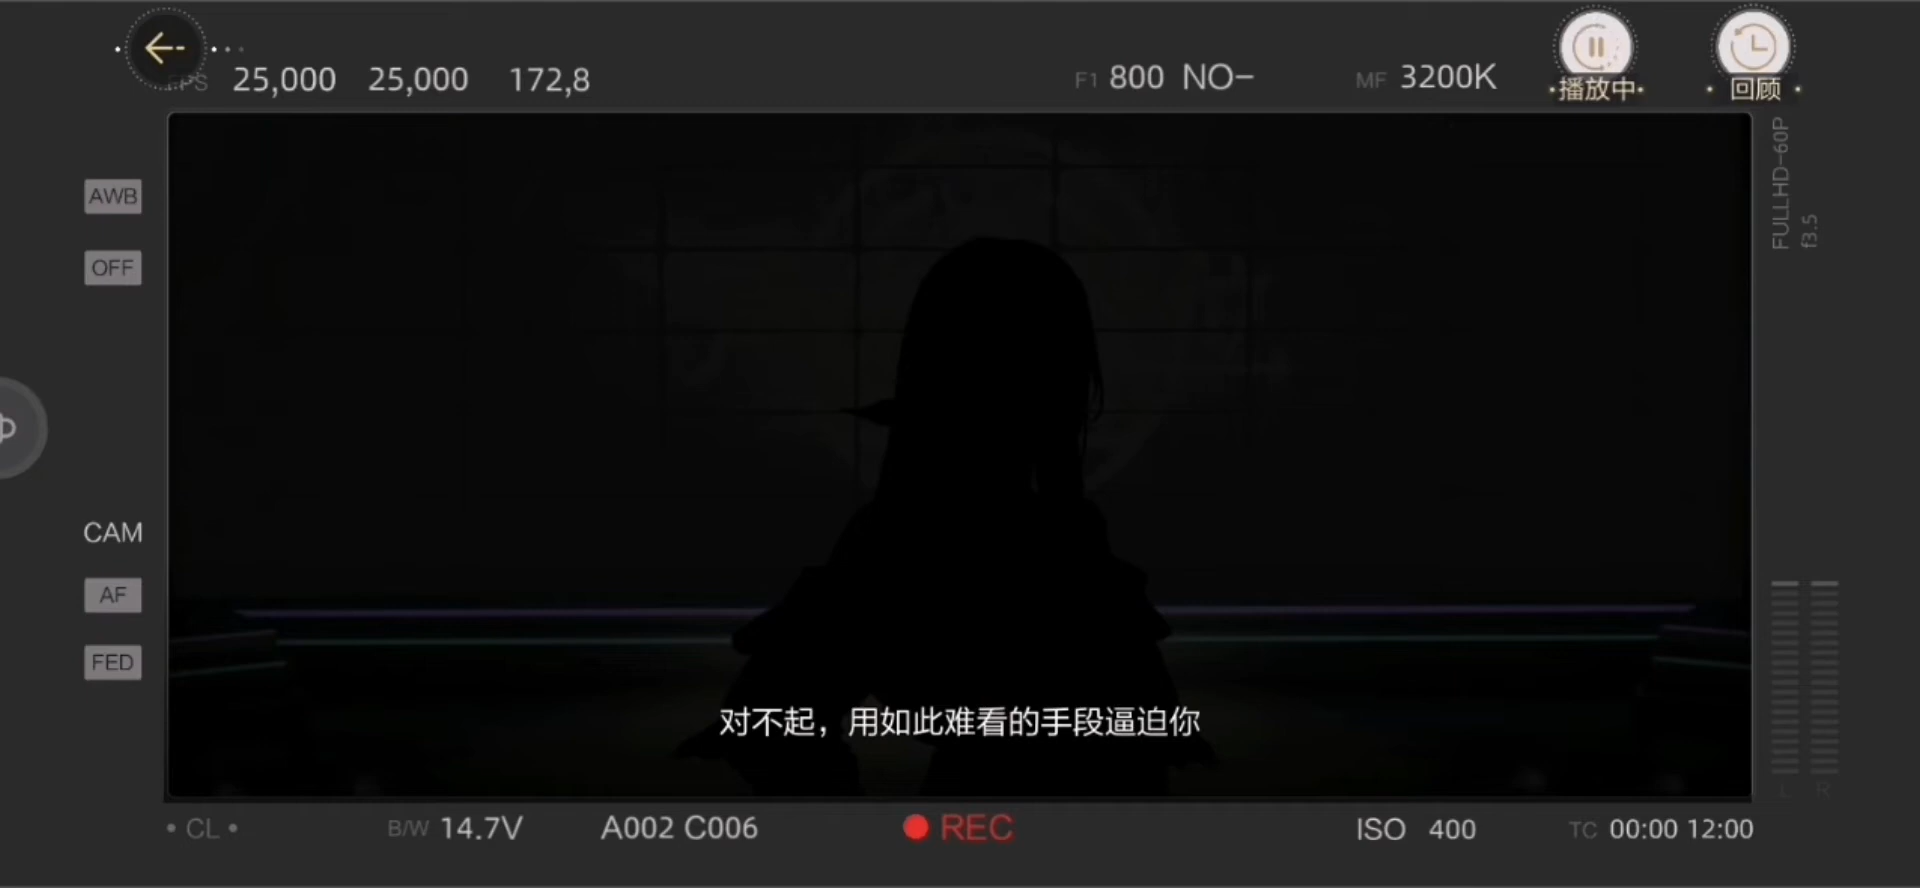 FPS 25,000 25,000 172,8 F1 800 NO- MF 3200K
播放中
回顾
FULLHD-60P
f3.5
AWB
OFF
CAM
AF
FED
对不起，用如此难看的手段逼迫你
L R
CL B/W 14.7V A002 C006 REC ISO 400 TC 00:00 12:00